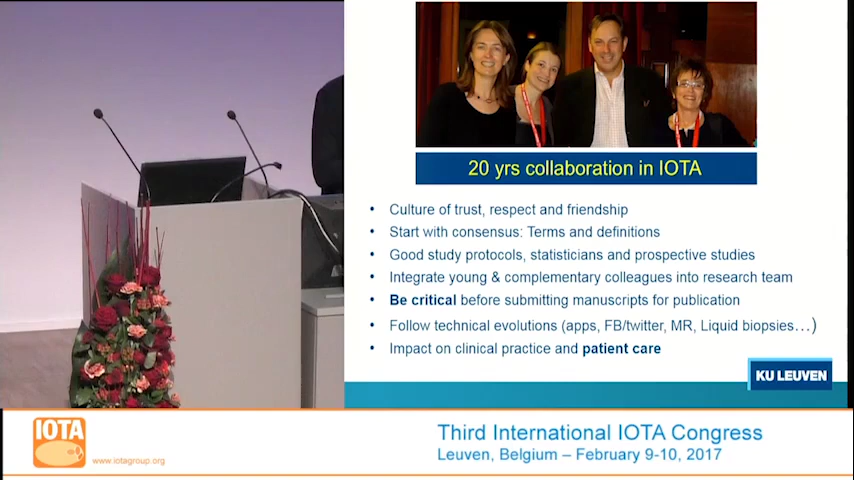 20 yrs collaboration in IOTA
• Culture of trust, respect and friendship
• Start with consensus: Terms and definitions
• Good study protocols, statisticians and prospective studies
• Integrate young & complementary colleagues into research team
• Be critical before submitting manuscripts for publication
• Follow technical evolutions (apps, FB/twitter, MR, Liquid biopsies…)
• Impact on clinical practice and patient care
KU LEUVEN
IOTA
www.iotagroup.org
Third International IOTA Congress
Leuven, Belgium – February 9-10, 2017